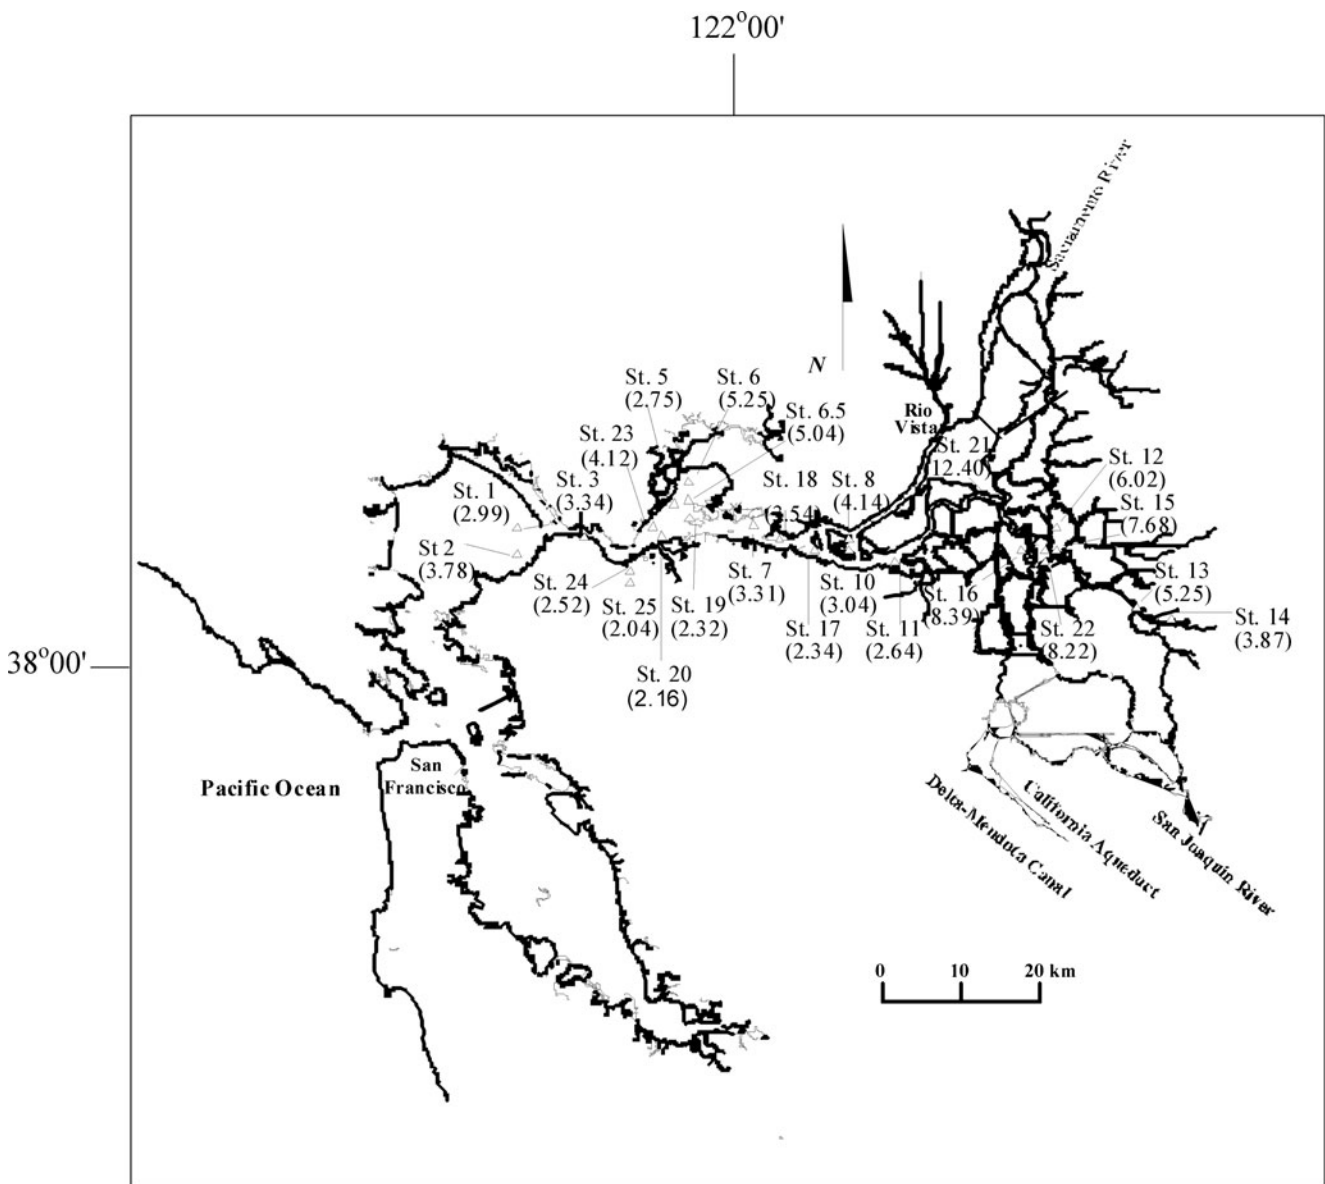 122°00'
Sacramento River
N
St. 5
(2.75)
St. 6
(5.25)
St. 6.5
(5.04)
Rio
Vista
St. 23
(4.12)
St. 21
(12.40)
St. 12
(6.02)
St. 1
(2.99)
St. 3
(3.34)
St. 18
(3.54)
St. 8
(4.14)
St. 15
(7.68)
St 2
(3.78)
St. 24
(2.52)
St. 25
(2.04)
St. 19
(2.32)
St. 7
(3.31)
St. 10
(3.04)
St. 16
(8.39)
St. 13
(5.25)
St. 14
(3.87)
St. 17
(2.34)
St. 11
(2.64)
St. 22
(8.22)
38°00'
St. 20
(2.16)
San
Francisco
Pacific Ocean
Delta-Mendoca Canal
California Aqueduct
San Joaquin River
0 10 20 km